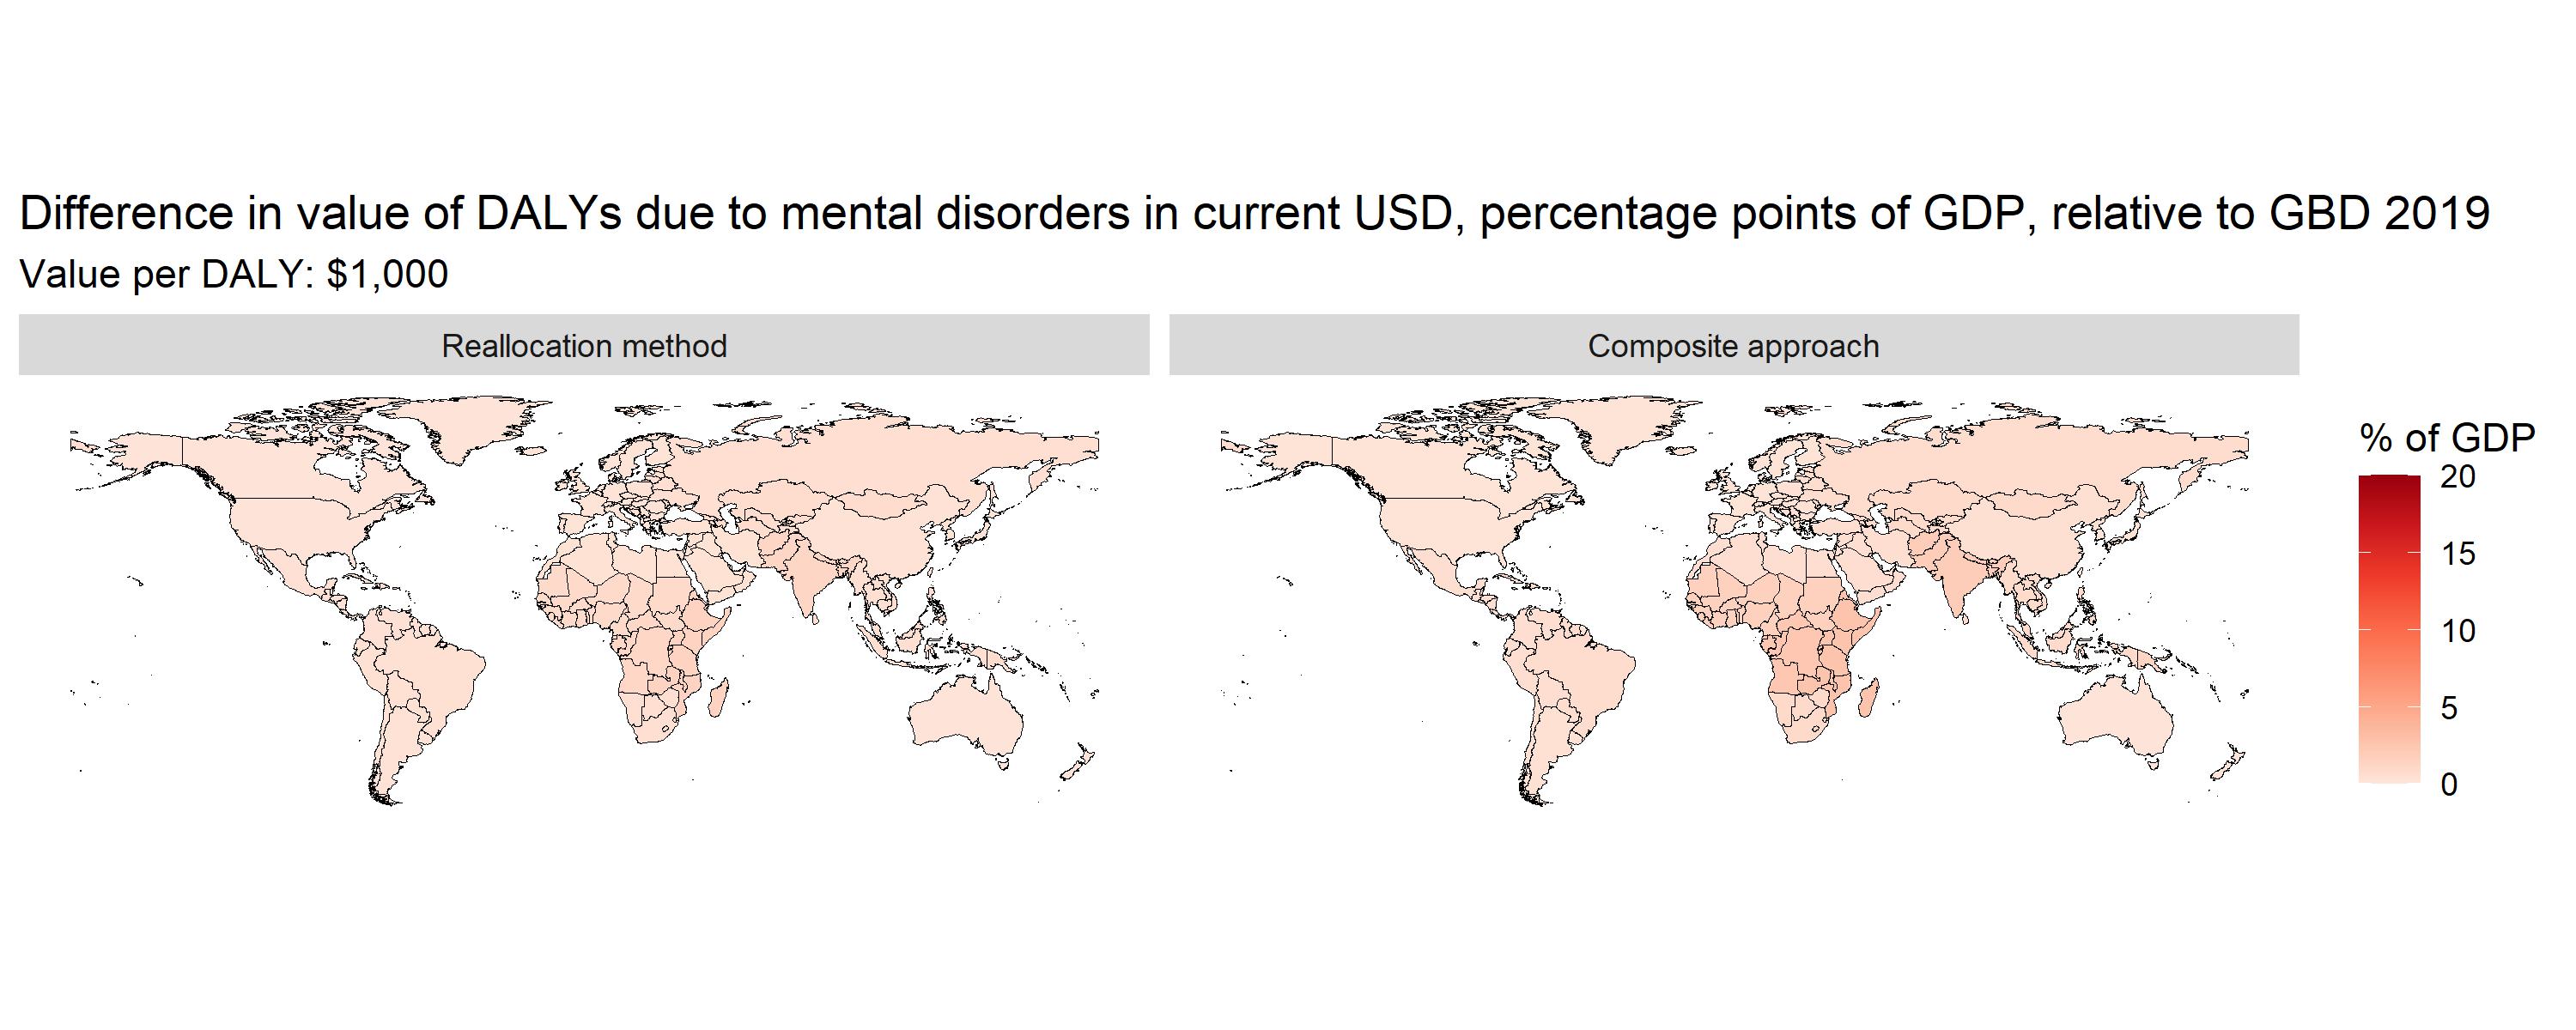 Difference in value of DALYs due to mental disorders in current USD, percentage points of GDP, relative to GBD 2019
Value per DALY: $1,000
Reallocation method
Composite approach
% of GDP
20
15
10
5
0